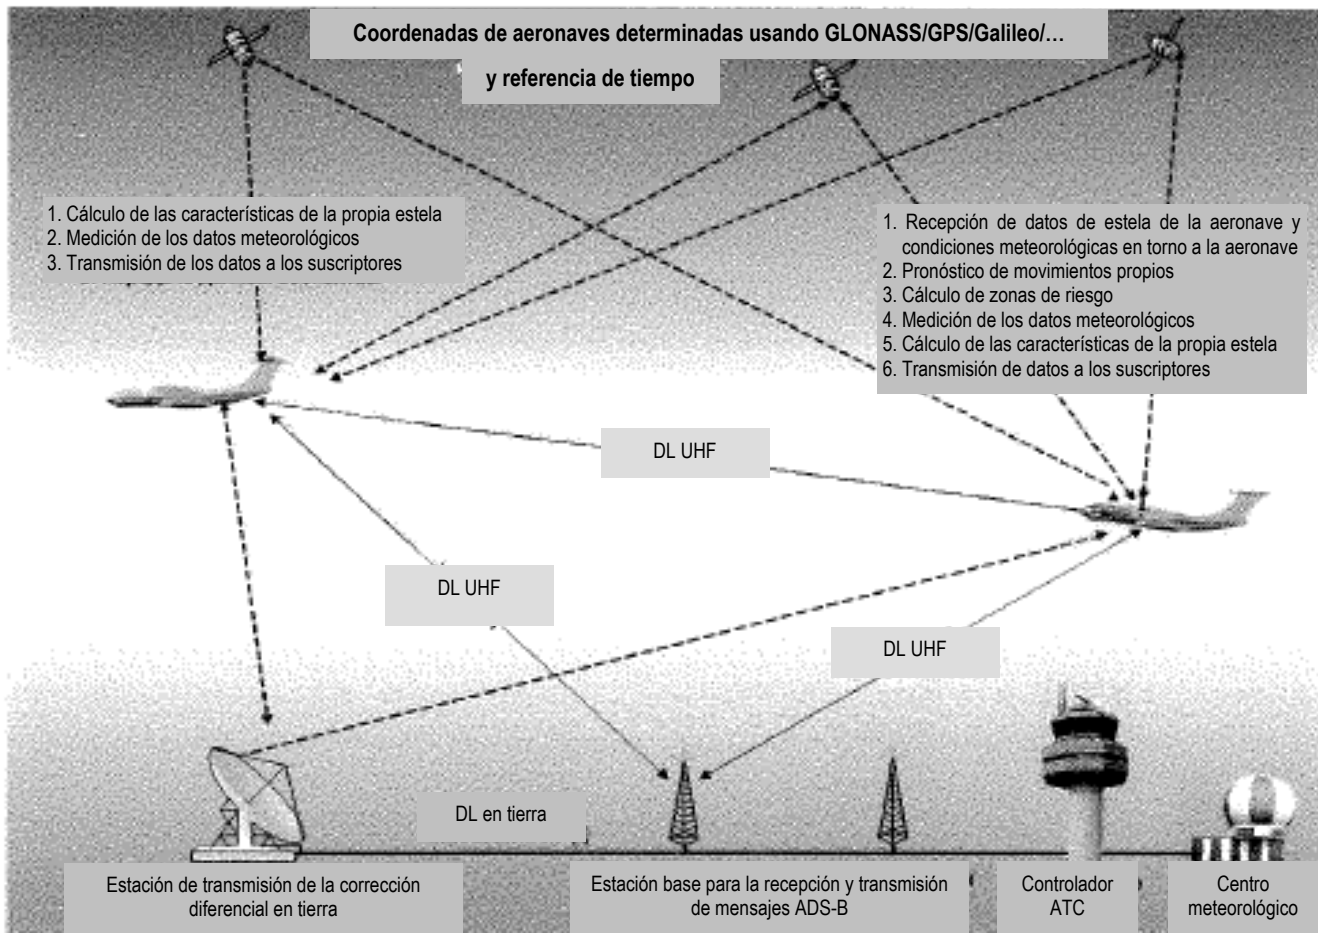 Coordenadas de aeronaves determinadas usando GLONASS/GPS/Galileo/…
y referencia de tiempo
1. Cálculo de las características de la propia estela
2. Medición de los datos meteorológicos
3. Transmisión de los datos a los suscriptores
1. Recepción de datos de estela de la aeronave y
condiciones meteorológicas en torno a la aeronave
2. Pronóstico de movimientos propios
3. Cálculo de zonas de riesgo
4. Medición de los datos meteorológicos
5. Cálculo de las características de la propia estela
6. Transmisión de datos a los suscriptores
DL UHF
DL UHF
DL UHF
DL en tierra
Estación de transmisión de la corrección
diferencial en tierra
Estación base para la recepción y transmisión
de mensajes ADS-B
Controlador
ATC
Centro
meteorológico